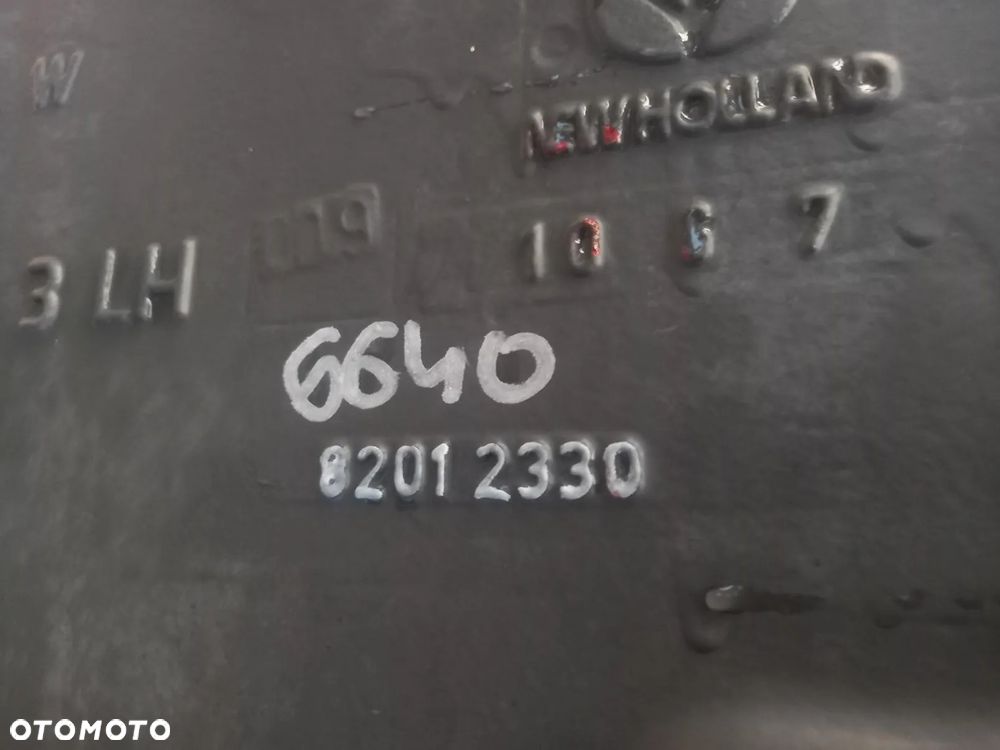 W
NEWHOLLAND
3 LH
10 6 7
6640
82012330
OTOMOTO